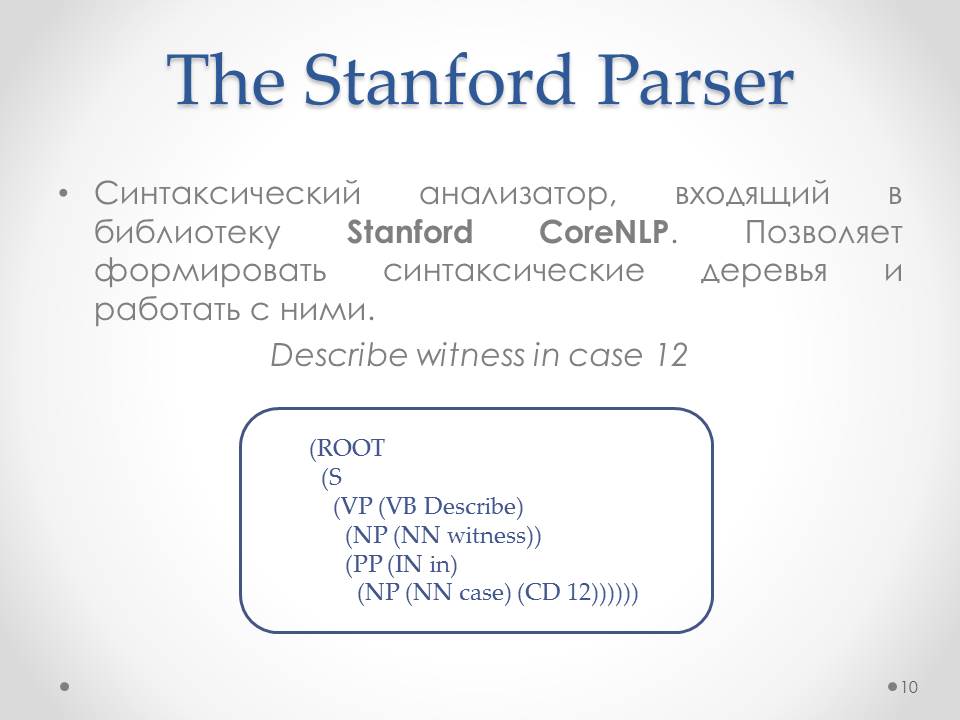 The Stanford Parser
• Синтаксический анализатор, входящий в
библиотеку Stanford CoreNLP. Позволяет
формировать синтаксические деревья и
работать с ними.
Describe witness in case 12
(ROOT
(S
(VP (VB Describe)
(NP (NN witness))
(PP (IN in)
(NP (NN case) (CD 12))))))
10